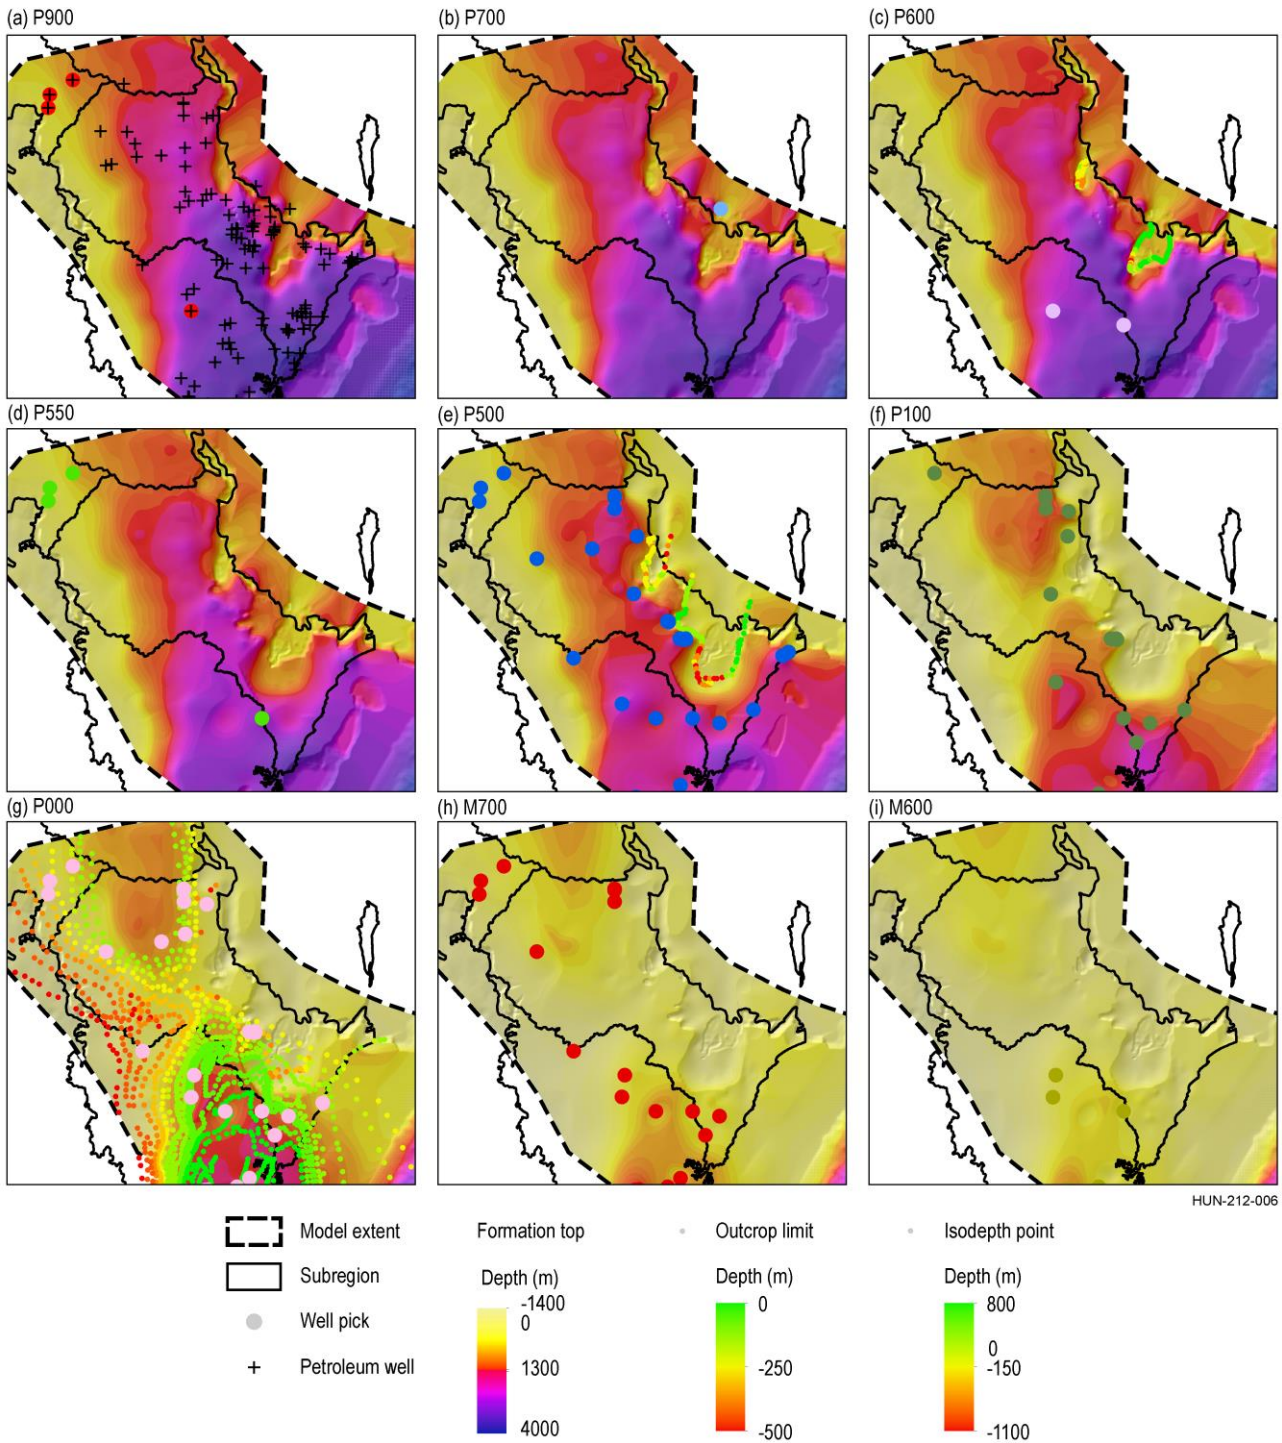 (a) P900
(b) P700
(c) P600
(d) P550
(e) P500
(f) P100
(g) P000
(h) M700
(i) M600
HUN-212-006
Model extent
Subregion
Well pick
Petroleum well
Formation top
Depth (m)
-1400
0
1300
4000
Outcrop limit
Depth (m)
0
-250
-500
Isodepth point
Depth (m)
800
0
-150
-1100